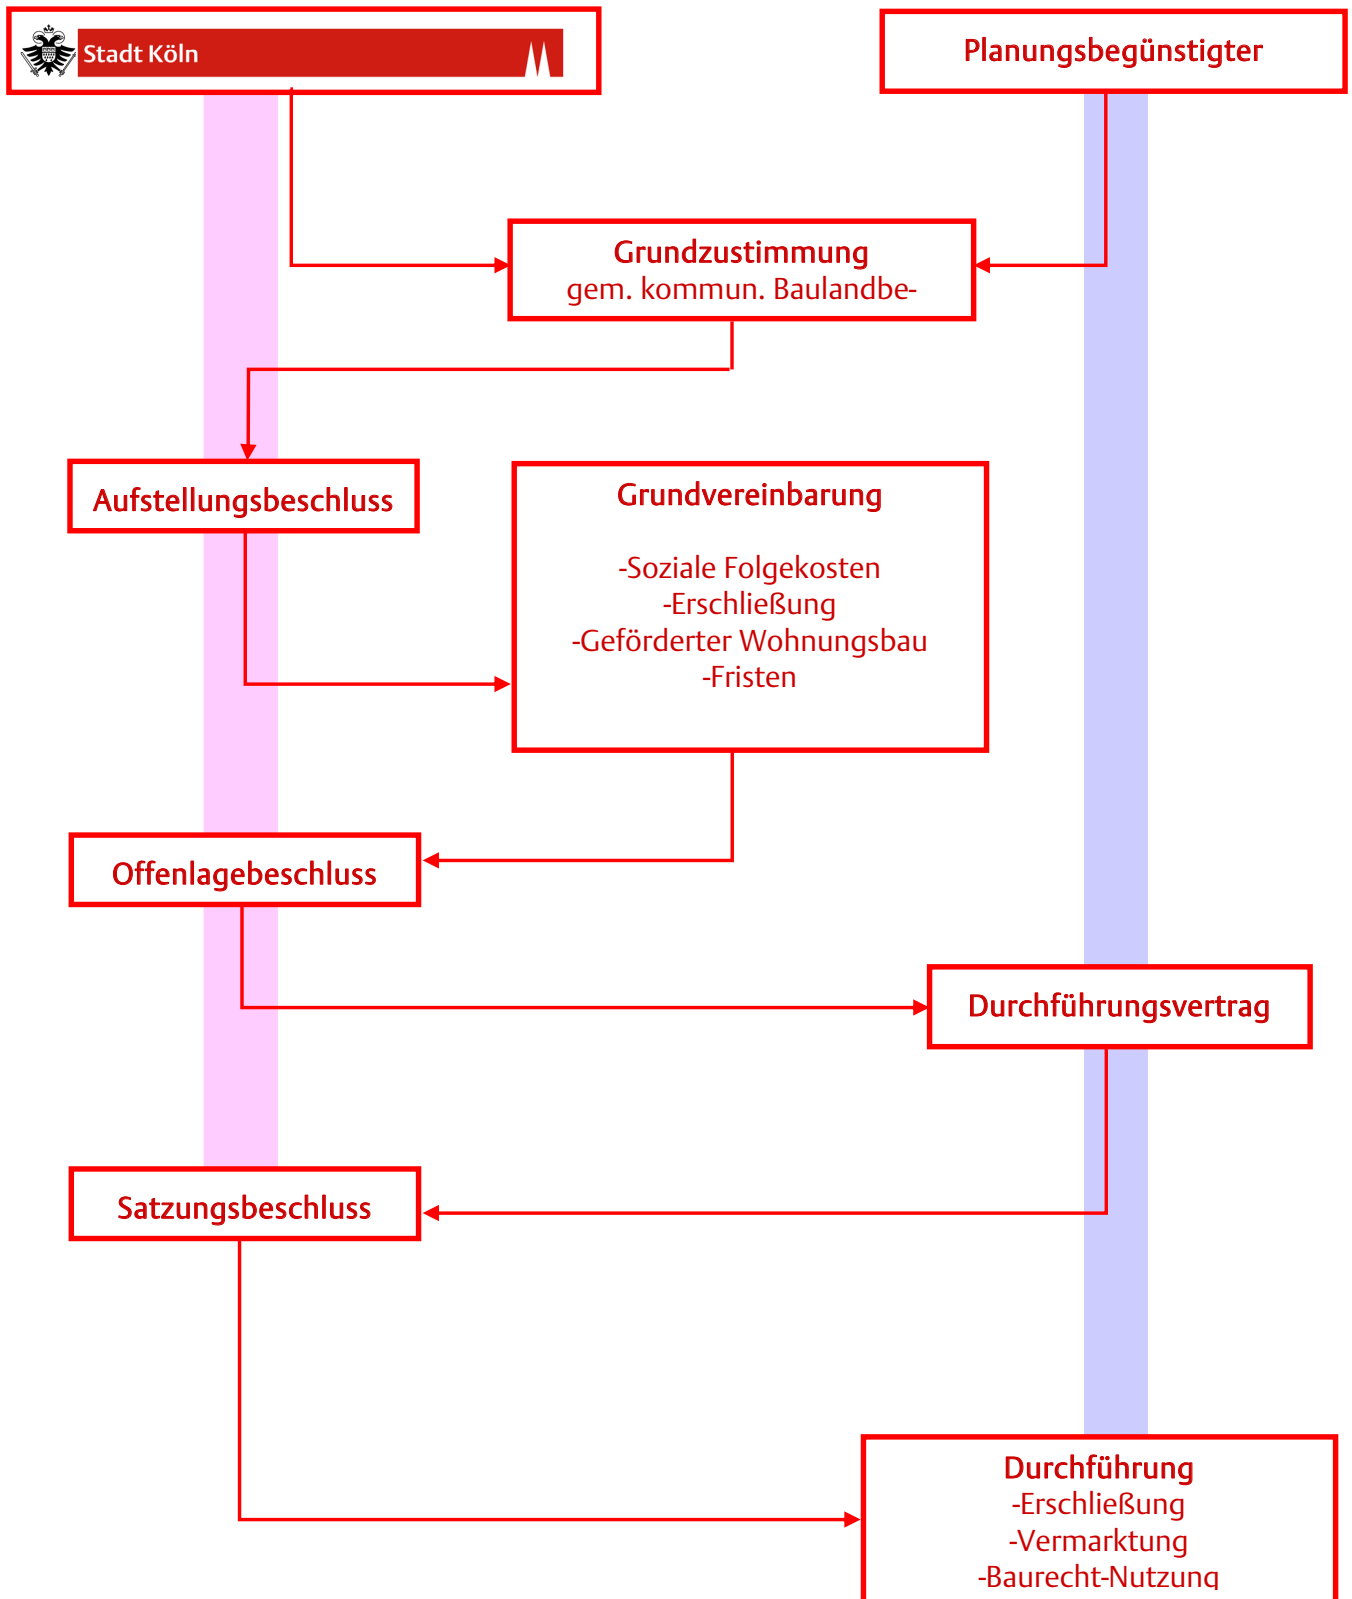 Stadt Köln
Planungsbegünstigter
Grundzustimmung
gem. kommun. Baulandbe-
Aufstellungsbeschluss
Grundvereinbarung
-Soziale Folgekosten
-Erschließung
-Geförderter Wohnungsbau
-Fristen
Offenlagebeschluss
Durchführungsvertrag
Satzungsbeschluss
Durchführung
-Erschließung
-Vermarktung
-Baurecht-Nutzung